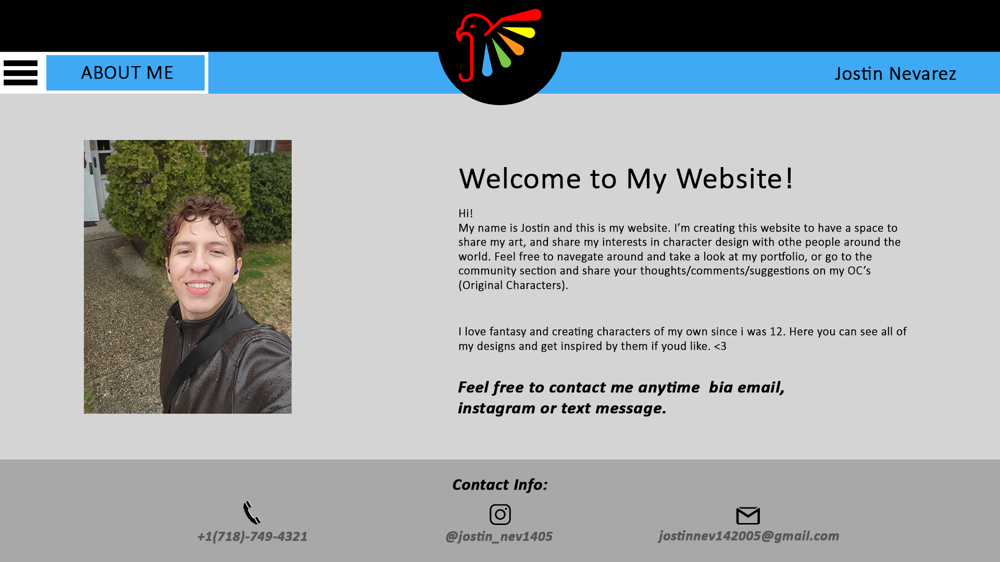 ABOUT ME
Jostin Nevarez
Welcome to My Website!
Hi!
My name is Jostin and this is my website. I’m creating this website to have a space to
share my art, and share my interests in character design with othe people around the
world. Feel free to navegate around and take a look at my portfolio, or go to the
community section and share your thoughts/comments/suggestions on my OC’s
(Original Characters).
I love fantasy and creating characters of my own since i was 12. Here you can see all of
my designs and get inspired by them if youd like. <3
Feel free to contact me anytime  bia email,
instagram or text message.
Contact Info:
+1(718)-749-4321
@jostin_nev1405
jostinnev142005@gmail.com